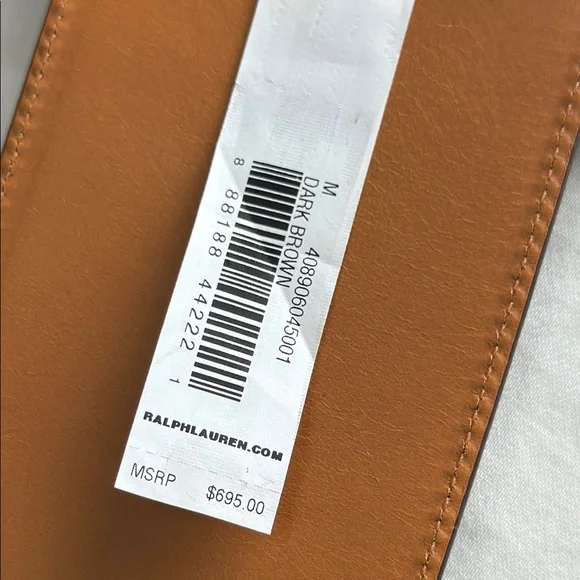 M 408906045001
DARK BROWN
8 88188 44222 1
RALPHLAUREN.COM
MSRP $695.00